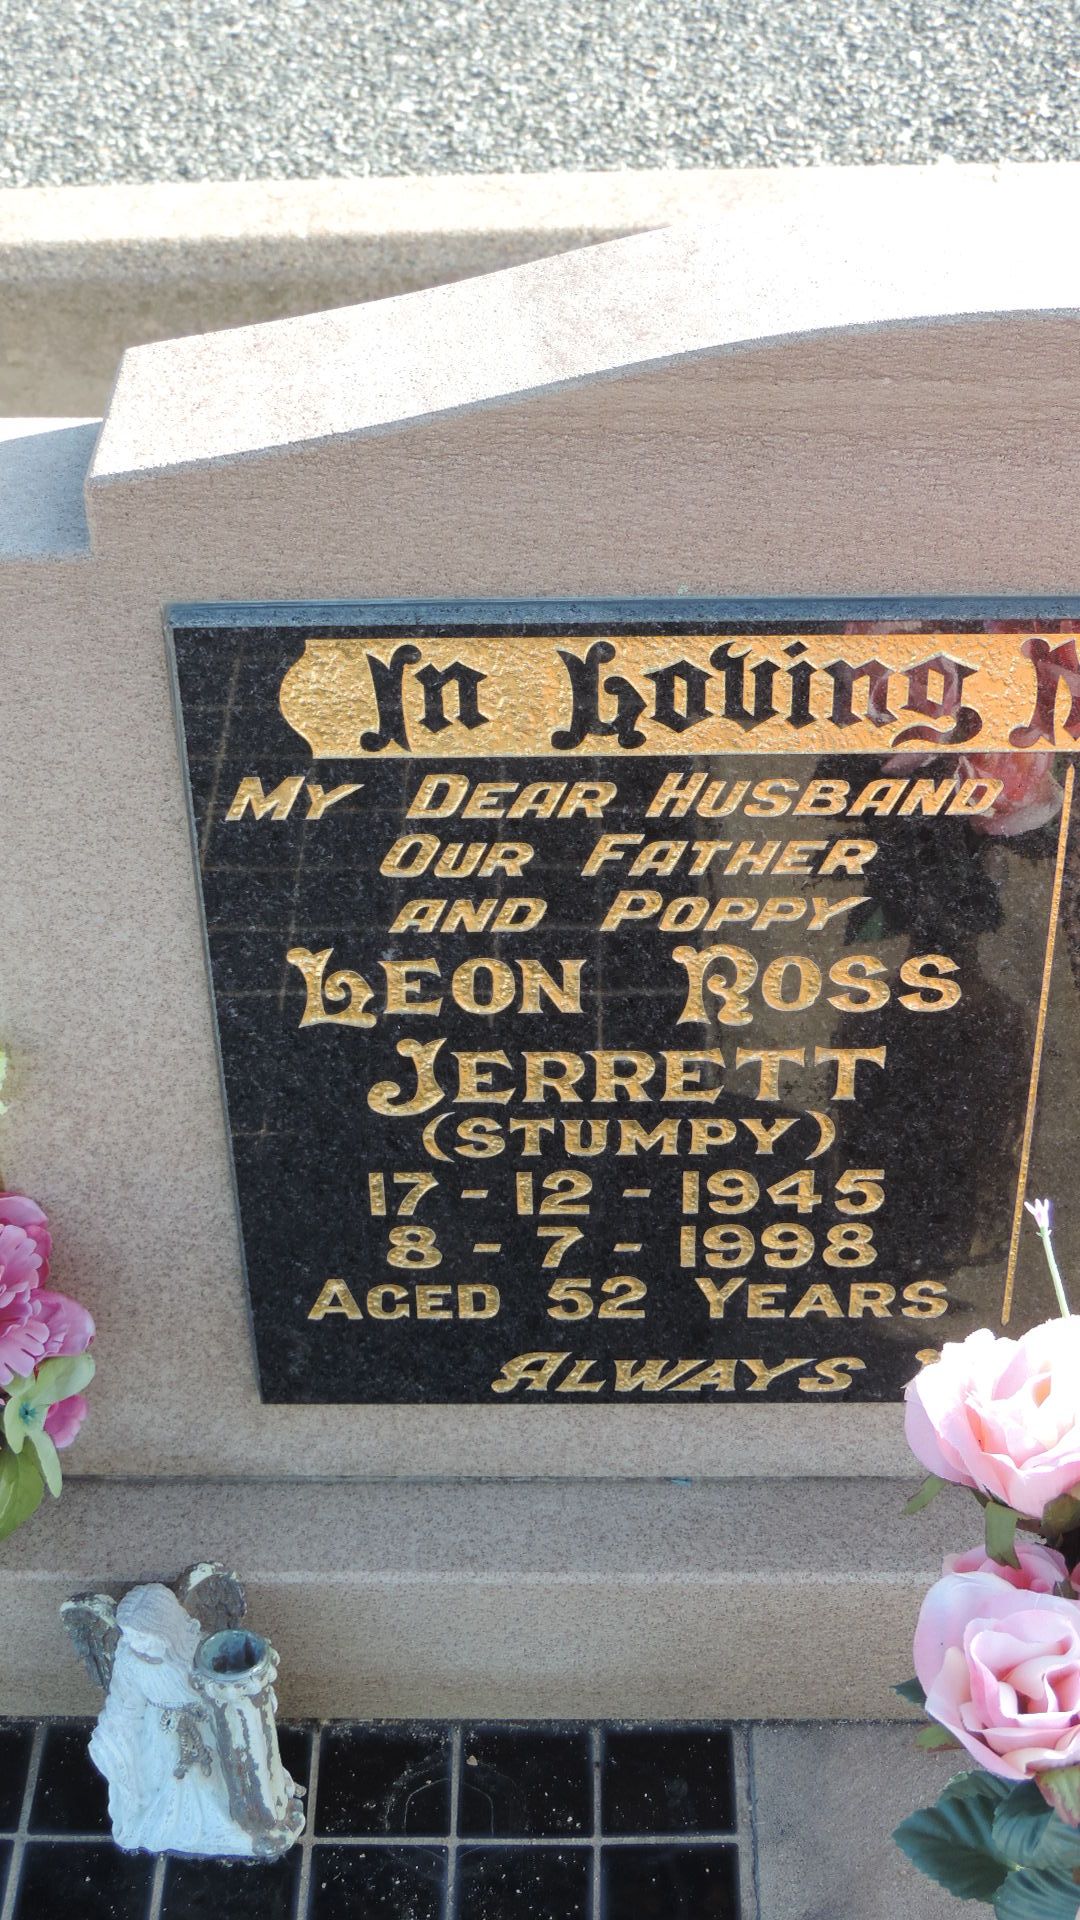 In Loving
My Dear Husband
Our Father
and Poppy
Leon Ross
Jerrett
(Stumpy)
17 - 12 - 1945
8 - 7 - 1998
Aged 52 Years
Always